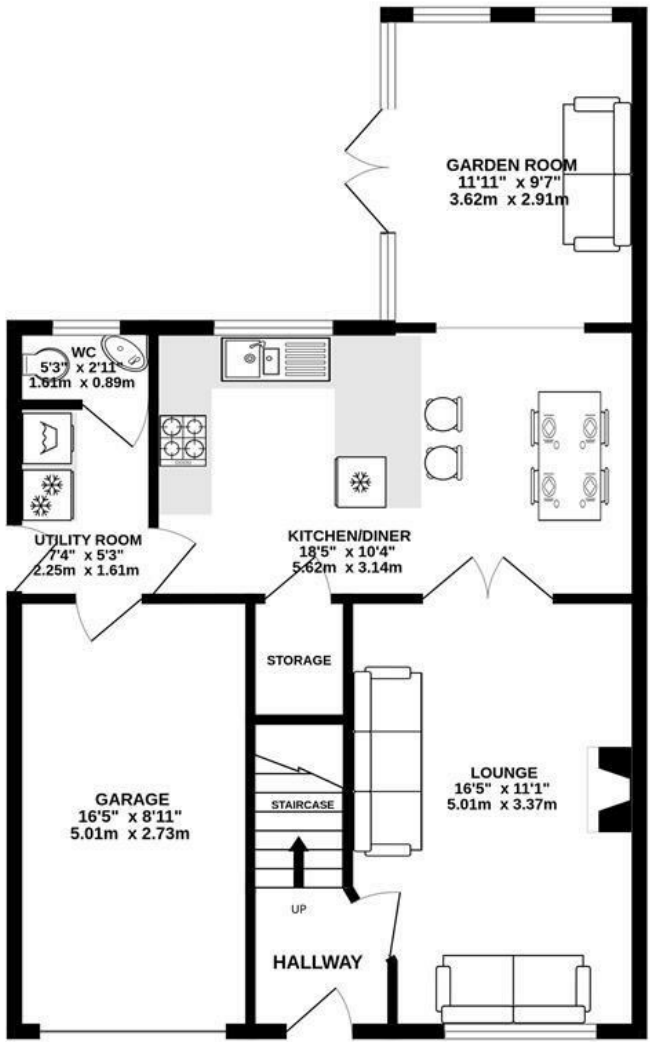 GARDEN ROOM
11'11" x 9'7"
3.62m x 2.91m
WC
5'3" x 2'11"
1.61m x 0.89m
UTILITY ROOM
7'4" x 5'3"
2.25m x 1.61m
KITCHEN/DINER
18'5" x 10'4"
5.62m x 3.14m
STORAGE
LOUNGE
16'5" x 11'1"
5.01m x 3.37m
GARAGE
16'5" x 8'11"
5.01m x 2.73m
STAIRCASE
UP
HALLWAY